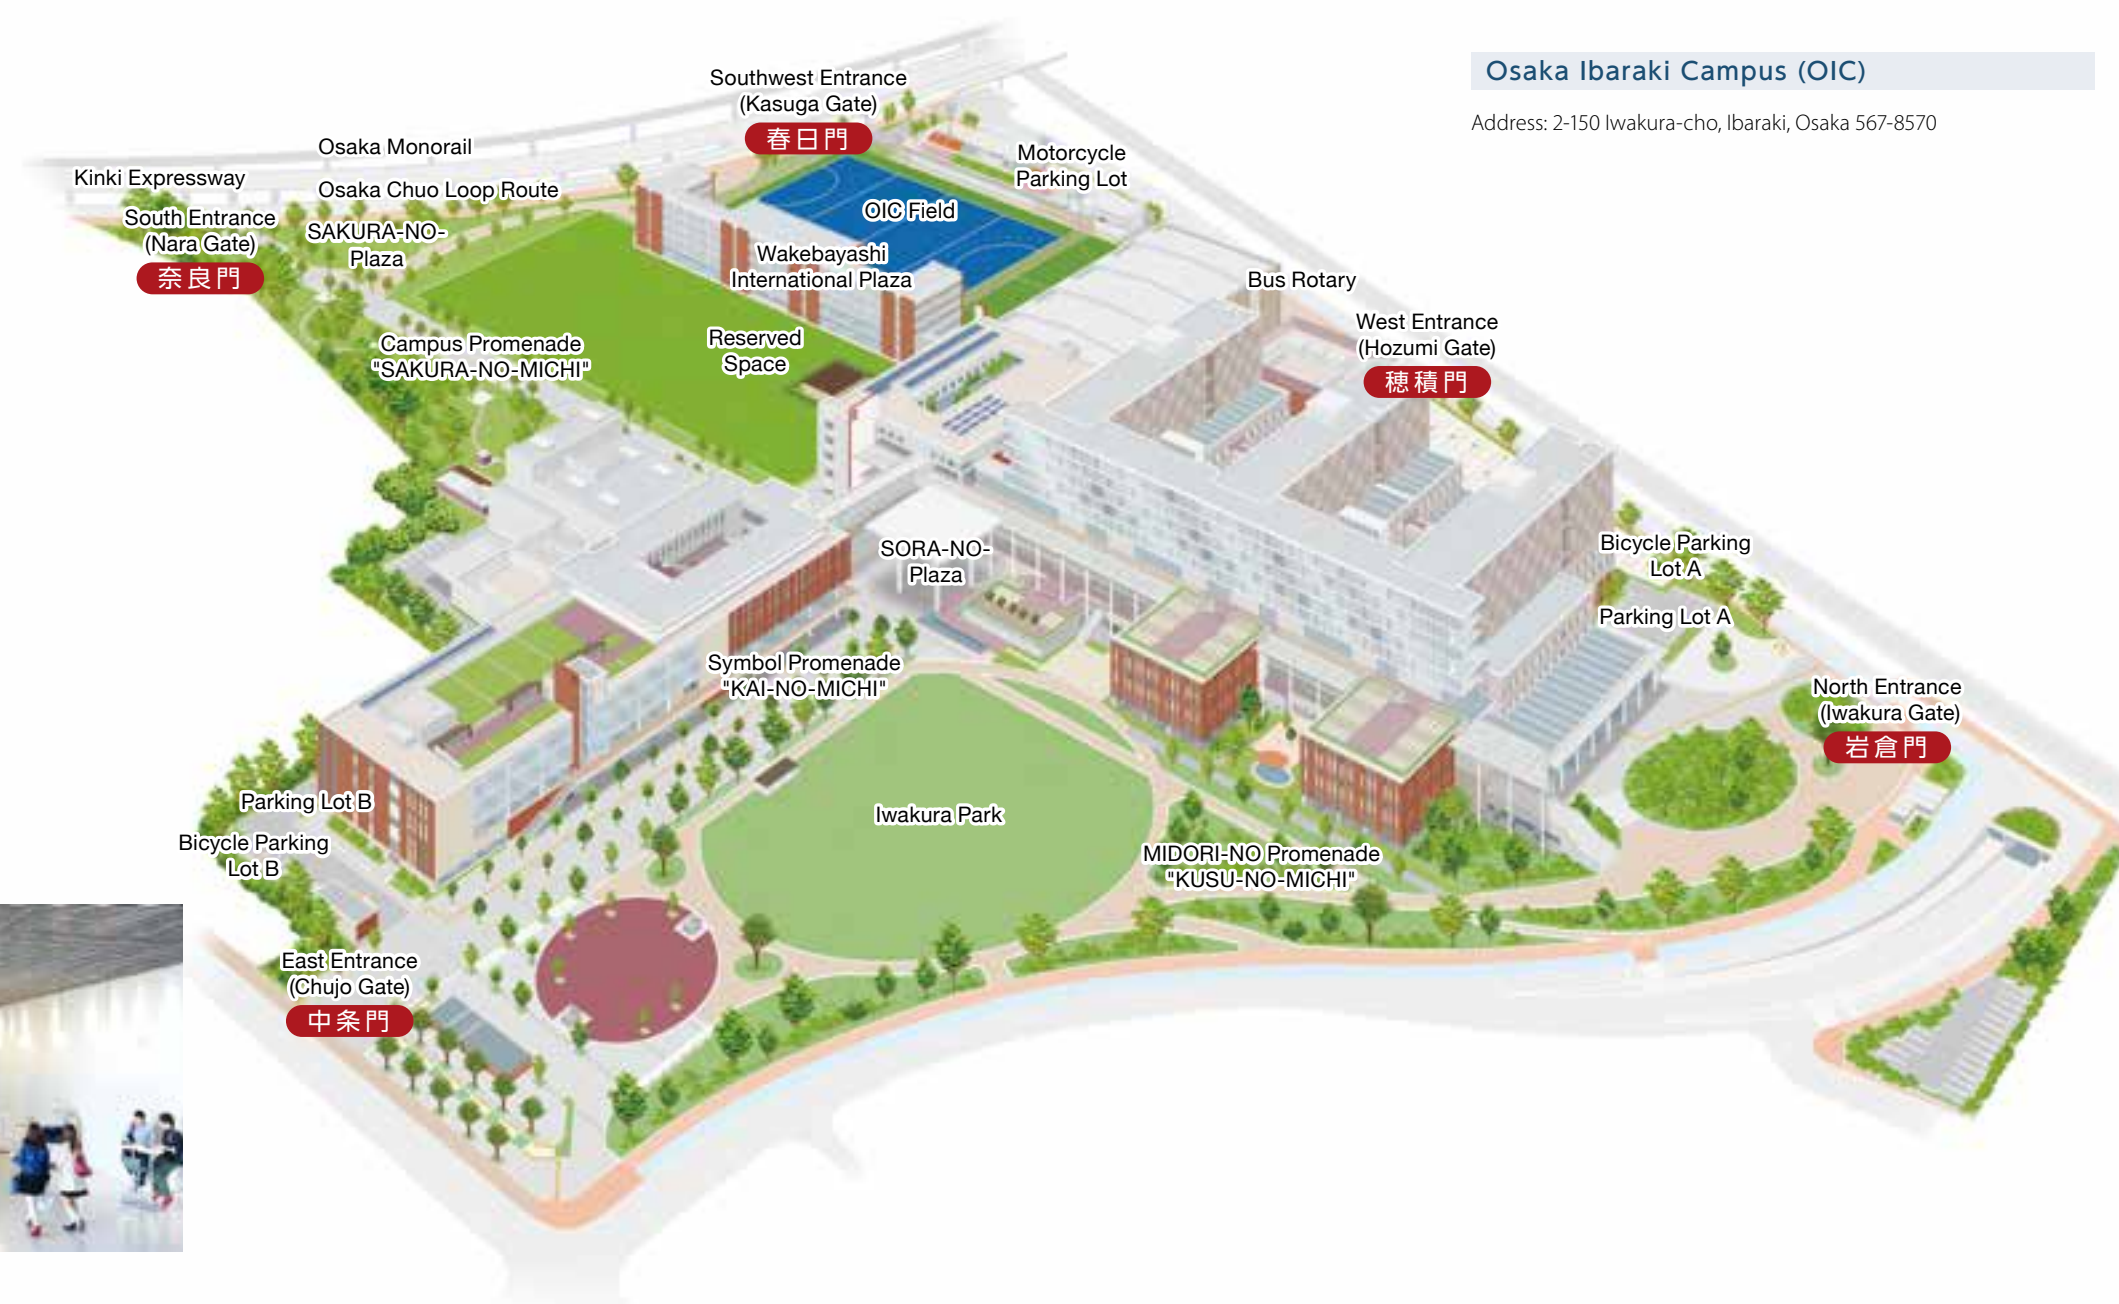 Osaka Ibaraki Campus (OIC)
Address: 2-150 Iwakura-cho, Ibaraki, Osaka 567-8570
Southwest Entrance
(Kasuga Gate)
春日門
Osaka Monorail
Kinki Expressway
Osaka Chuo Loop Route
Motorcycle
Parking Lot
South Entrance
(Nara Gate)
奈良門
SAKURA-NO-
Plaza
OIC Field
Wakebayashi
International Plaza
Bus Rotary
West Entrance
(Hozumi Gate)
穂積門
Campus Promenade
"SAKURA-NO-MICHI"
Reserved
Space
SORA-NO-
Plaza
Bicycle Parking
Lot A
Parking Lot A
Symbol Promenade
"KAI-NO-MICHI"
North Entrance
(Iwakura Gate)
岩倉門
Parking Lot B
Bicycle Parking
Lot B
Iwakura Park
MIDORI-NO Promenade
"KUSU-NO-MICHI"
East Entrance
(Chujo Gate)
中条門